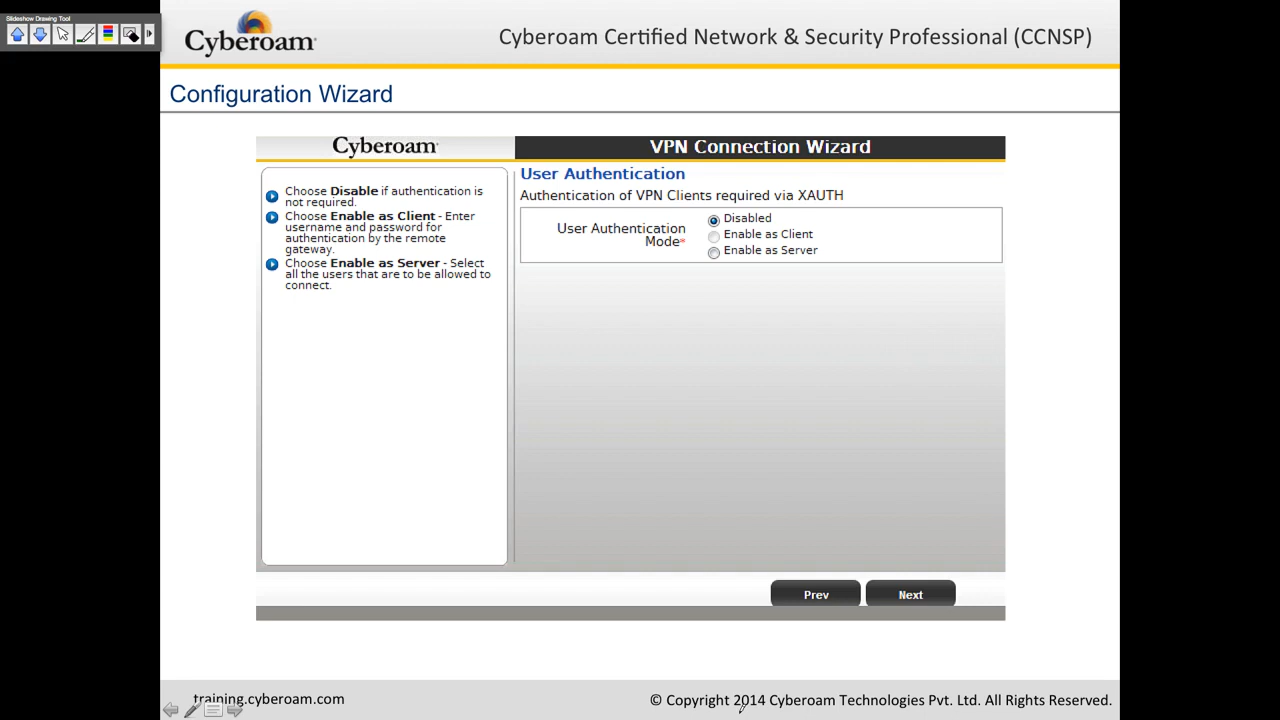 Slideshow Drawing Tool
Cyberoam
Cyberoam Certified Network & Security Professional (CCNSP)
Configuration Wizard
Cyberoam
VPN Connection Wizard
Choose Disable if authentication is
not required.
Choose Enable as Client - Enter
username and password for
authentication by the remote
gateway.
Choose Enable as Server - Select
all the users that are to be allowed to
connect.
User Authentication
Authentication of VPN Clients required via XAUTH
User Authentication
Mode*
Disabled
Enable as Client
Enable as Server
Prev
Next
training.cyberoam.com
© Copyright 2014 Cyberoam Technologies Pvt. Ltd. All Rights Reserved.